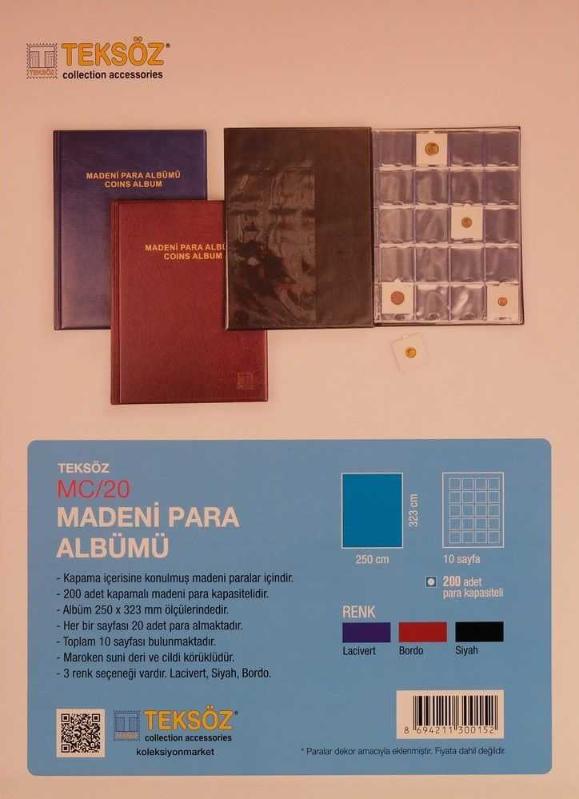 TEKSÖZ®
collection accessories
TEKSÖZ
MADENİ PARA ALBÜMÜ
COINS ALBUM
MADENİ PARA ALBÜ
COINS ALBUM
TEKSÖZ
MC/20
MADENİ PARA
ALBÜMÜ
- Kapama içerisine konulmuş madeni paralar içindir.
- 200 adet kapamalı madeni para kapasitelidir.
- Albüm 250 x 323 mm ölçülerindedir.
- Her bir sayfası 20 adet para almaktadır.
- Toplam 10 sayfası bulunmaktadır.
- Maroken suni deri ve cildi körüklüdür.
- 3 renk seçeneği vardır. Lacivert, Siyah, Bordo.
323 cm
250 cm
10 sayfa
200 adet
para kapasiteli
RENK
Lacivert
Bordo
Siyah
TEKSÖZ®
collection accessories
koleksiyonmarket
8 694211 300152
* Paralar dekor amacıyla eklenmiştir. Fiyata dahil değildir.